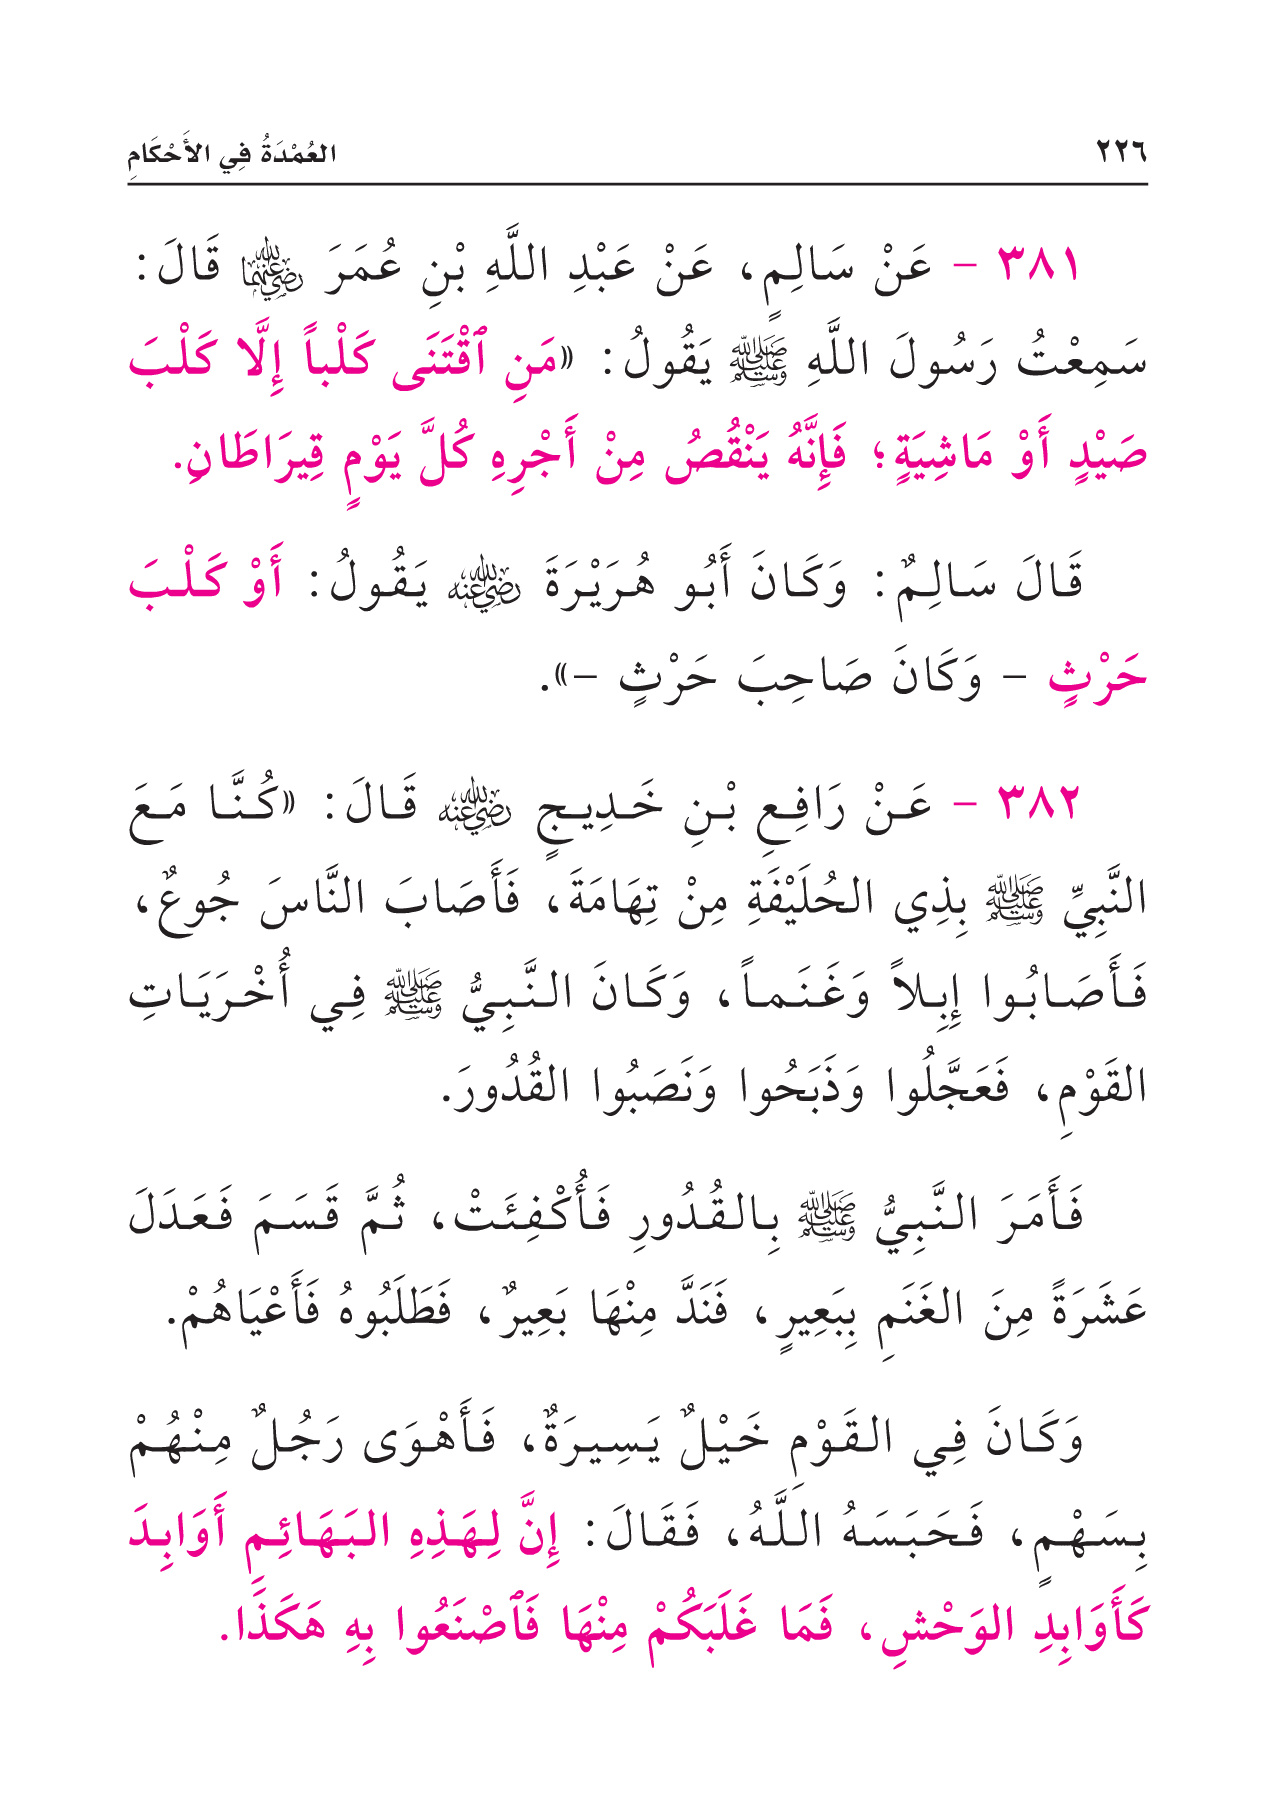 ٢٢٦ العُمْدَةُ فِي الأَحْكَامِ
٣٨١ - عَنْ سَالِمٍ، عَنْ عَبْدِ اللَّهِ بْنِ عُمَرَ رضي الله عنهما قَالَ:
سَمِعْتُ رَسُولَ اللَّهِ ﷺ يَقُولُ: «مَنِ ٱقْتَنَى كَلْباً إِلَّا كَلْبَ
صَيْدٍ أَوْ مَاشِيَةٍ؛ فَإِنَّهُ يَنْقُصُ مِنْ أَجْرِهِ كُلَّ يَوْمٍ قِيرَاطَانِ.
قَالَ سَالِمٌ: وَكَانَ أَبُو هُرَيْرَةَ رضي الله عنه يَقُولُ: أَوْ كَلْبَ
حَرْثٍ - وَكَانَ صَاحِبَ حَرْثٍ -».
٣٨٢ - عَنْ رَافِعِ بْنِ خَدِيجٍ رضي الله عنه قَالَ: «كُنَّا مَعَ
النَّبِيِّ ﷺ بِذِي الحُلَيْفَةِ مِنْ تِهَامَةَ، فَأَصَابَ النَّاسَ جُوعٌ،
فَأَصَابُوا إِبِلاً وَغَنَماً، وَكَانَ النَّبِيُّ ﷺ فِي أُخْرَيَاتِ
القَوْمِ، فَعَجَّلُوا وَذَبَحُوا وَنَصَبُوا القُدُورَ.
فَأَمَرَ النَّبِيُّ ﷺ بِالقُدُورِ فَأُكْفِئَتْ، ثُمَّ قَسَمَ فَعَدَلَ
عَشَرَةً مِنَ الغَنَمِ بِبَعِيرٍ، فَنَدَّ مِنْهَا بَعِيرٌ، فَطَلَبُوهُ فَأَعْيَاهُمْ.
وَكَانَ فِي القَوْمِ خَيْلٌ يَسِيرَةٌ، فَأَهْوَى رَجُلٌ مِنْهُمْ
بِسَهْمٍ، فَحَبَسَهُ اللَّهُ، فَقَالَ: إِنَّ لِهَذِهِ البَهَائِمِ أَوَابِدَ
كَأَوَابِدِ الوَحْشِ، فَمَا غَلَبَكُمْ مِنْهَا فَٱصْنَعُوا بِهِ هَكَذَا.